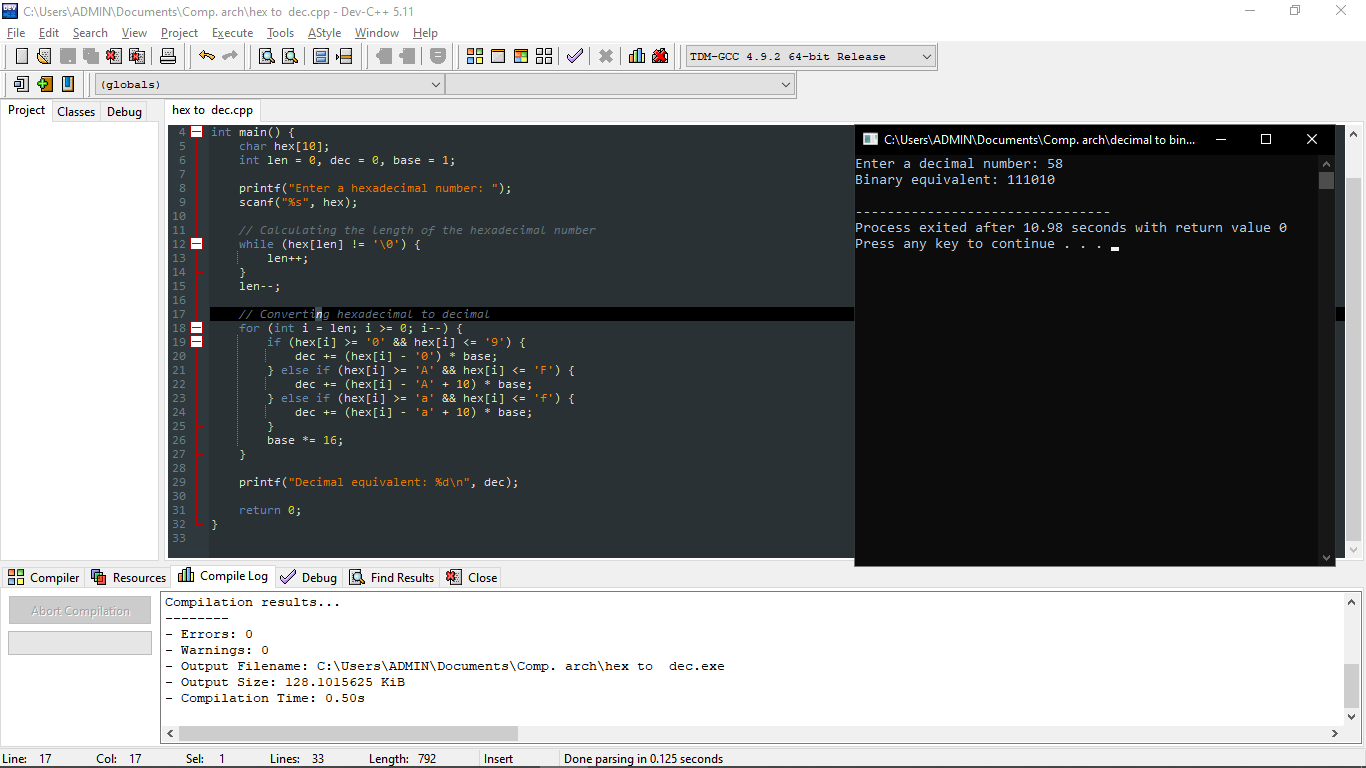 C:\Users\ADMIN\Documents\Comp. arch\hex to  dec.cpp - Dev-C++ 5.11
File Edit Search View Project Execute Tools AStyle Window Help
TDM-GCC 4.9.2 64-bit Release
(globals)
Project Classes Debug
hex to  dec.cpp
4 int main() {
5 char hex[10];
6 int len = 0, dec = 0, base = 1;
7
8 printf("Enter a hexadecimal number: ");
9 scanf("%s", hex);
10
11 // Calculating the length of the hexadecimal number
12 while (hex[len] != '\0') {
13 len++;
14 }
15 len--;
16
17 // Converting hexadecimal to decimal
18 for (int i = len; i >= 0; i--) {
19 if (hex[i] >= '0' && hex[i] <= '9') {
20 dec += (hex[i] - '0') * base;
21 } else if (hex[i] >= 'A' && hex[i] <= 'F') {
22 dec += (hex[i] - 'A' + 10) * base;
23 } else if (hex[i] >= 'a' && hex[i] <= 'f') {
24 dec += (hex[i] - 'a' + 10) * base;
25 }
26 base *= 16;
27 }
28
29 printf("Decimal equivalent: %d\n", dec);
30
31 return 0;
32 }
33
C:\Users\ADMIN\Documents\Comp. arch\decimal to bin...
Enter a decimal number: 58
Binary equivalent: 111010
--------------------------------
Process exited after 10.98 seconds with return value 0
Press any key to continue . . .
Compiler Resources Compile Log Debug Find Results Close
Abort Compilation
Compilation results...
--------
- Errors: 0
- Warnings: 0
- Output Filename: C:\Users\ADMIN\Documents\Comp. arch\hex to  dec.exe
- Output Size: 128.1015625 KiB
- Compilation Time: 0.50s
Line: 17 Col: 17 Sel: 1 Lines: 33 Length: 792 Insert Done parsing in 0.125 seconds